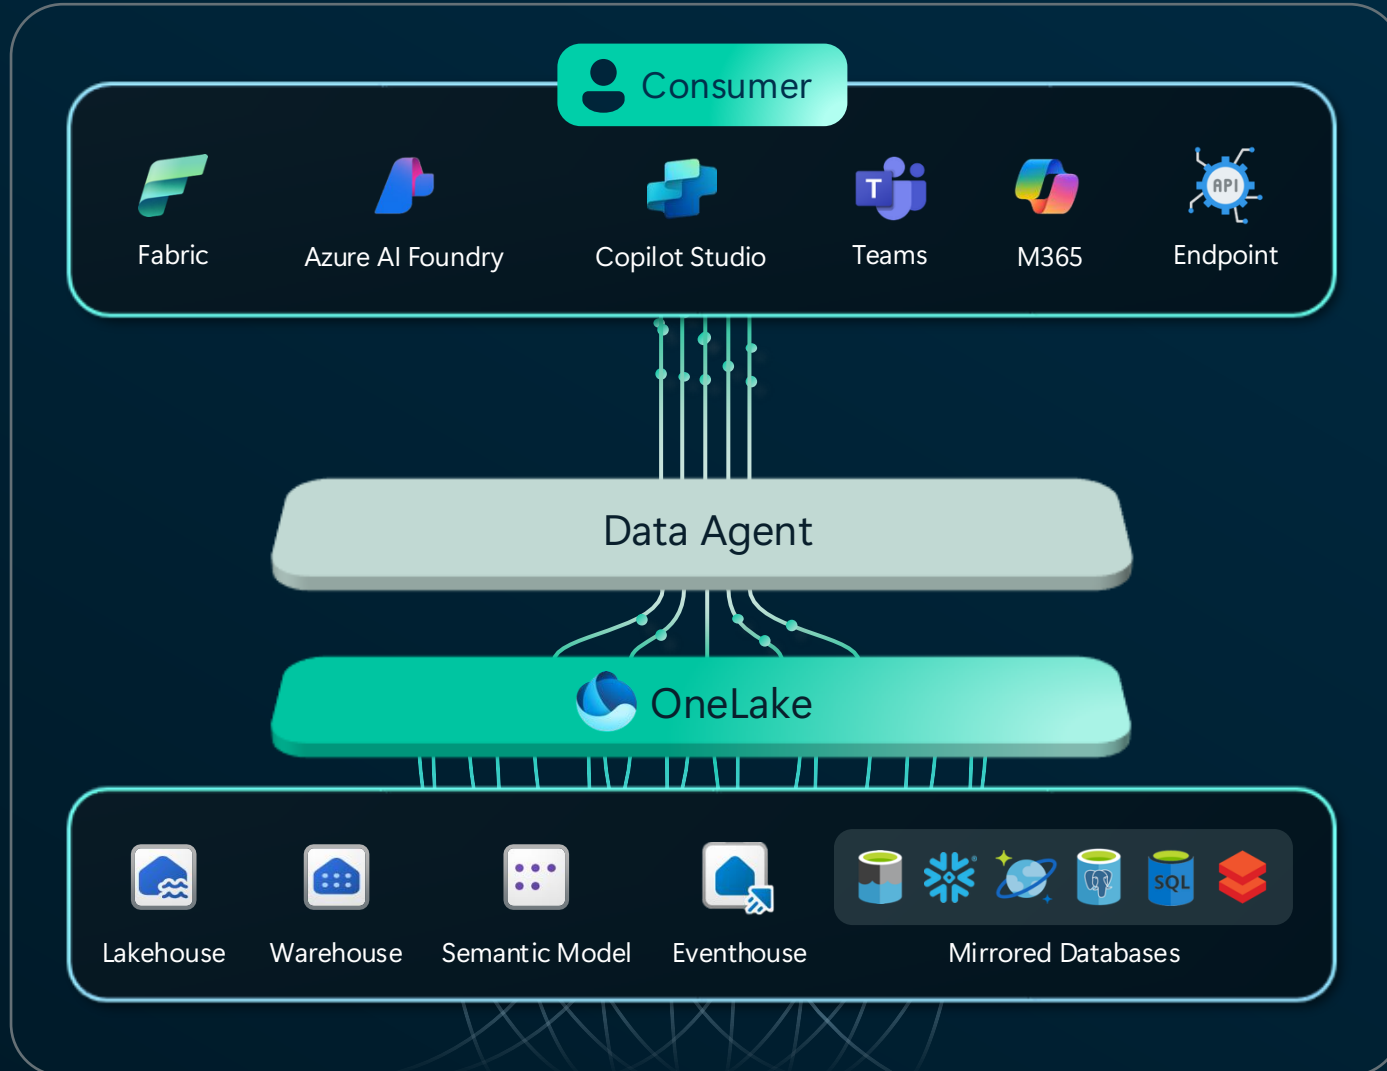 Consumer
Fabric
Azure AI Foundry
Copilot Studio
T
Teams
M365
API
Endpoint
Data Agent
OneLake
Lakehouse
Warehouse
Semantic Model
Eventhouse
SQL
Mirrored Databases